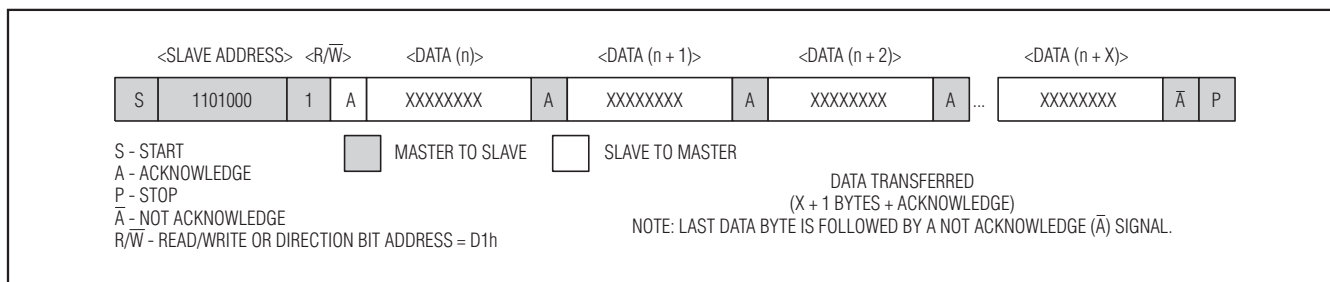 <SLAVE ADDRESS> <R/W̅> <DATA (n)> <DATA (n + 1)> <DATA (n + 2)> <DATA (n + X)>
S 1101000 1 A XXXXXXXX A XXXXXXXX A XXXXXXXX A ... XXXXXXXX A̅ P
S - START
A - ACKNOWLEDGE
P - STOP
A̅ - NOT ACKNOWLEDGE
R/W̅ - READ/WRITE OR DIRECTION BIT ADDRESS = D1h
MASTER TO SLAVE SLAVE TO MASTER
DATA TRANSFERRED
(X + 1 BYTES + ACKNOWLEDGE)
NOTE: LAST DATA BYTE IS FOLLOWED BY A NOT ACKNOWLEDGE (A̅) SIGNAL.